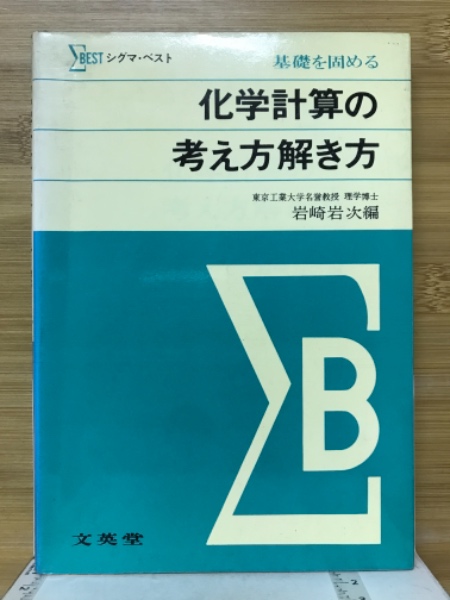 ΣBEST シグマ・ベスト
基礎を固める
化学計算の
考え方解き方
東京工業大学名誉教授 理学博士
岩崎岩次編
ΣB
文英堂